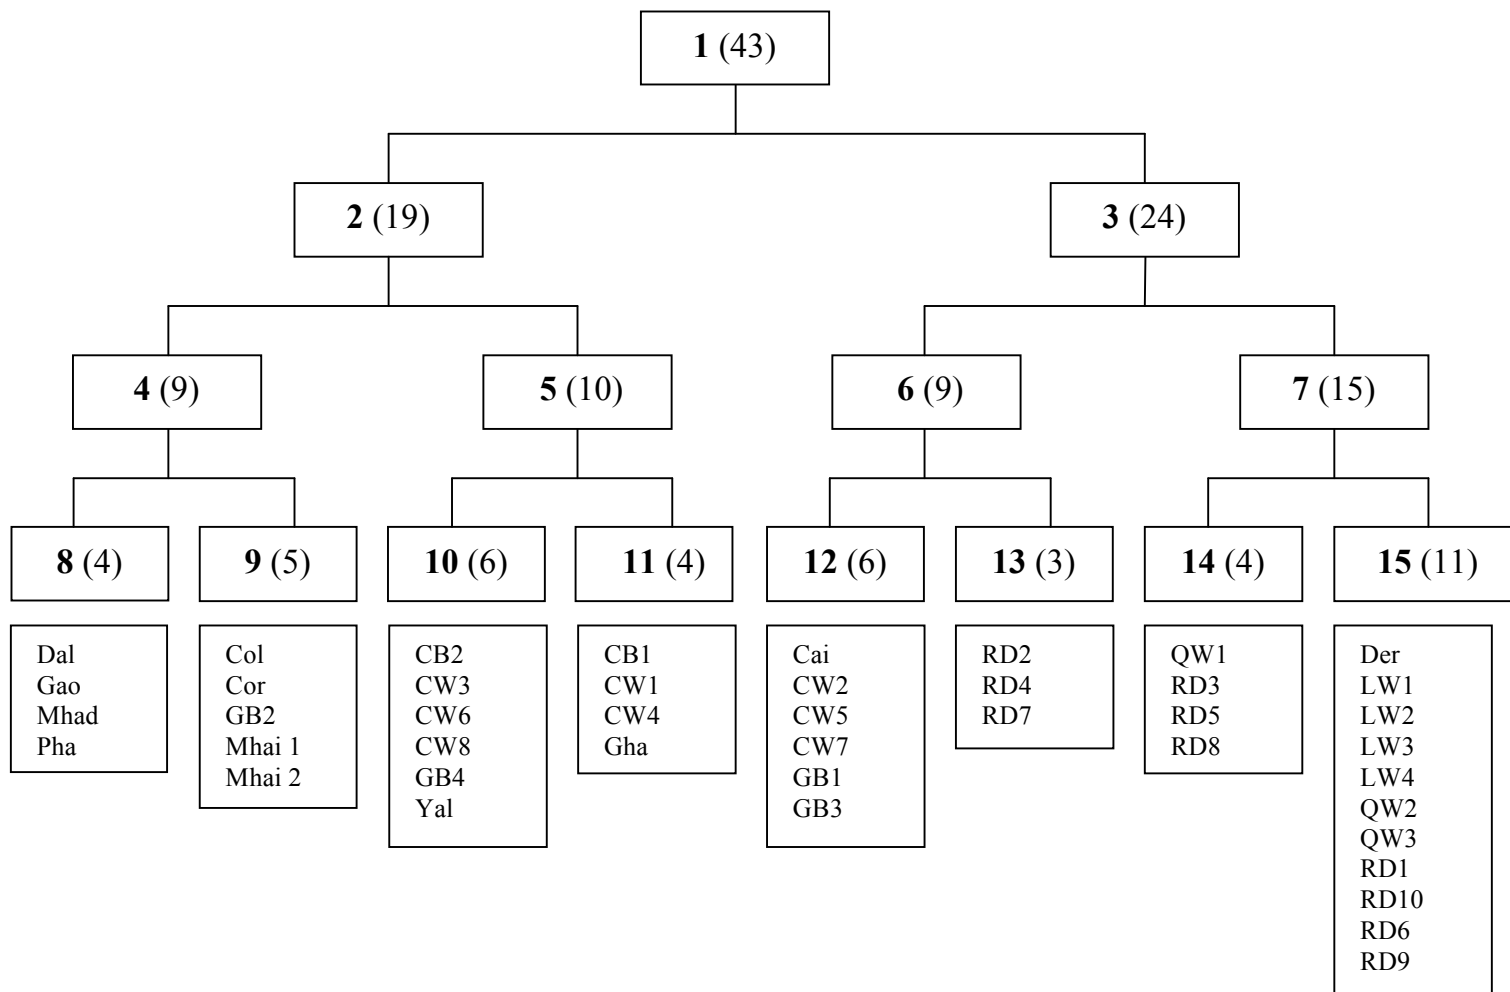 1 (43)
2 (19)
3 (24)
4 (9)
5 (10)
6 (9)
7 (15)
8 (4)
9 (5)
10 (6)
11 (4)
12 (6)
13 (3)
14 (4)
15 (11)
Dal
Gao
Mhad
Pha
Col
Cor
GB2
Mhai 1
Mhai 2
CB2
CW3
CW6
CW8
GB4
Yal
CB1
CW1
CW4
Gha
Cai
CW2
CW5
CW7
GB1
GB3
RD2
RD4
RD7
QW1
RD3
RD5
RD8
Der
LW1
LW2
LW3
LW4
QW2
QW3
RD1
RD10
RD6
RD9